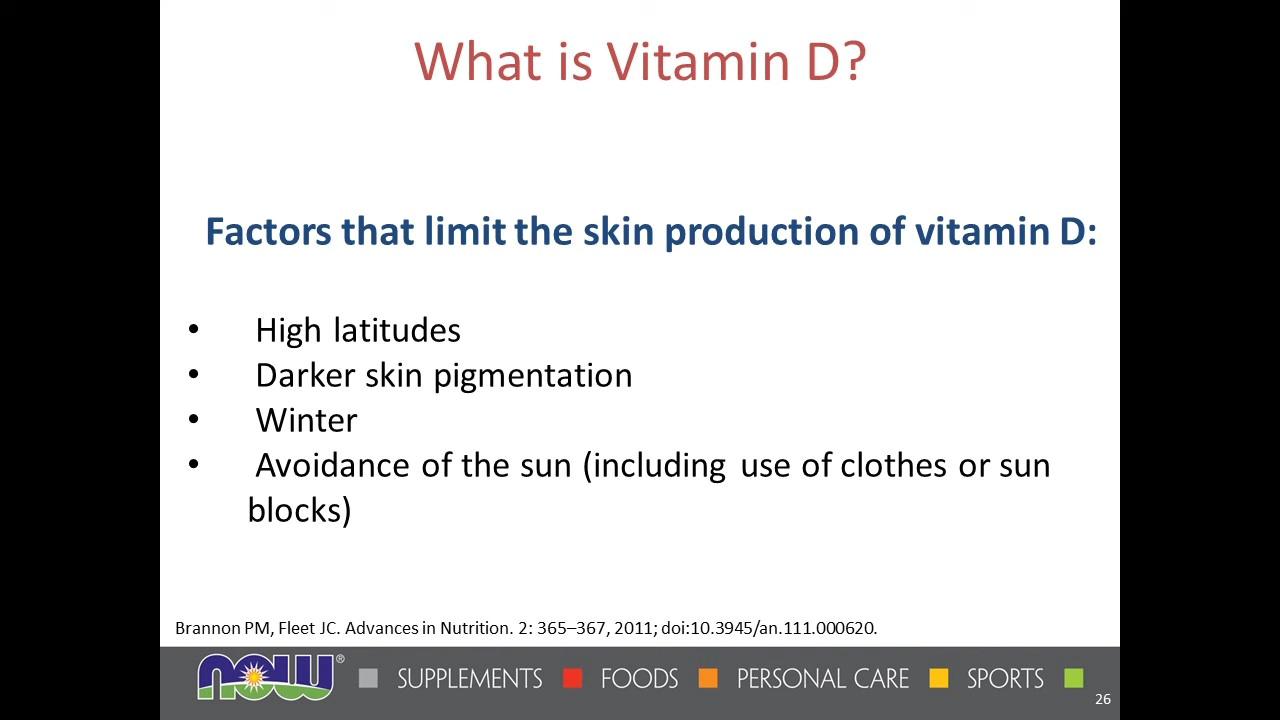 What is Vitamin D?
Factors that limit the skin production of vitamin D:
• High latitudes
• Darker skin pigmentation
• Winter
• Avoidance of the sun (including use of clothes or sun
blocks)
Brannon PM, Fleet JC. Advances in Nutrition. 2: 365–367, 2011; doi:10.3945/an.111.000620.
NOW® SUPPLEMENTS FOODS PERSONAL CARE SPORTS
26